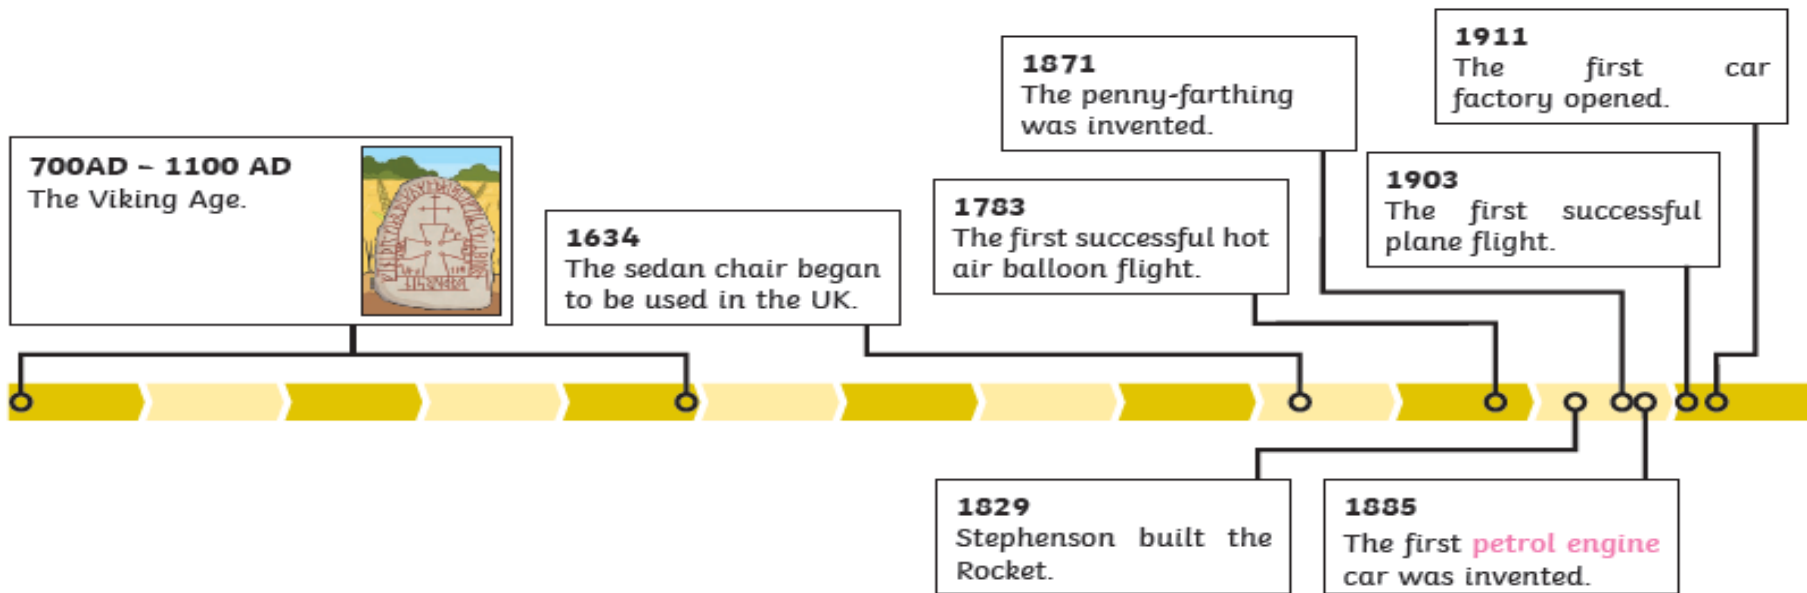 700AD – 1100 AD
The Viking Age.
1634
The sedan chair began
to be used in the UK.
1783
The first successful hot
air balloon flight.
1871
The penny-farthing
was invented.
1903
The first successful
plane flight.
1911
The first car
factory opened.
1829
Stephenson built the
Rocket.
1885
The first petrol engine
car was invented.